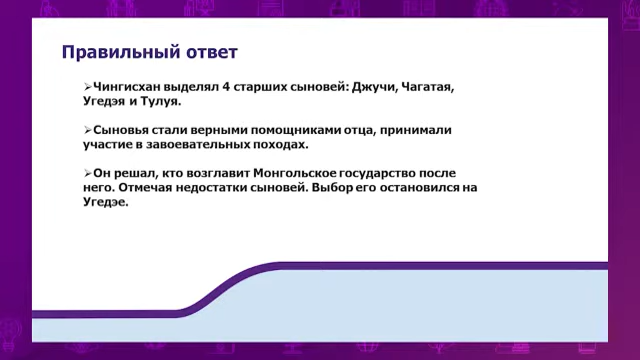 Правильный ответ
➢Чингисхан выделял 4 старших сыновей: Джучи, Чагатая,
Угедэя и Тулуя.
➢Сыновья стали верными помощниками отца, принимали
участие в завоевательных походах.
➢Он решал, кто возглавит Монгольское государство после
него. Отмечая недостатки сыновей. Выбор его остановился на
Угедэе.